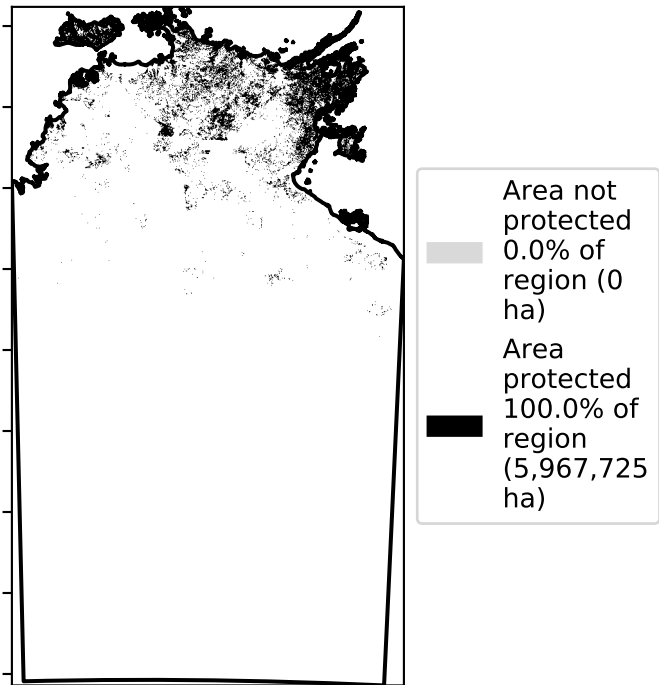 Area not
protected
0.0% of
region (0
ha)
Area
protected
100.0% of
region
(5,967,725
ha)